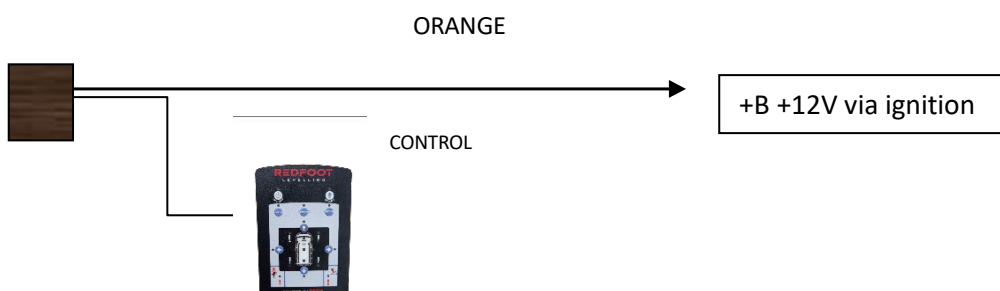 ORANGE
+B +12V via ignition
CONTROL
REDFOOT
LEVELLING